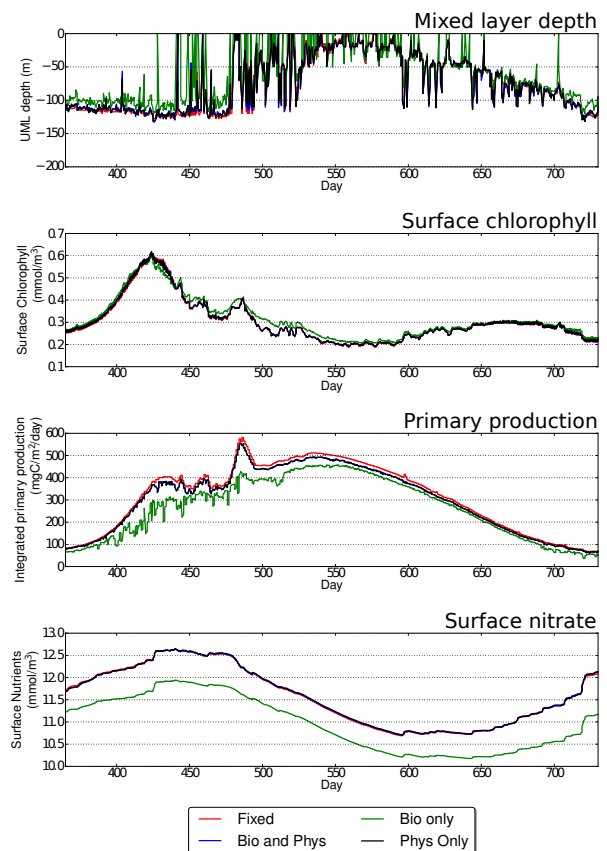 Mixed layer depth
UML depth (m)
0
−50
−100
−150
−200
400 450 500 550 600 650 700
Day
Surface chlorophyll
Surface Chlorophyll
(mmol/m³)
0.7
0.6
0.5
0.4
0.3
0.2
0.1
400 450 500 550 600 650 700
Day
Primary production
Integrated primary production
(mgC/m²/day)
600
500
400
300
200
100
0
400 450 500 550 600 650 700
Day
Surface nitrate
Surface Nutrients
(mmol/m³)
13.0
12.5
12.0
11.5
11.0
10.5
10.0
400 450 500 550 600 650 700
Day
Fixed Bio only
Bio and Phys Phys Only